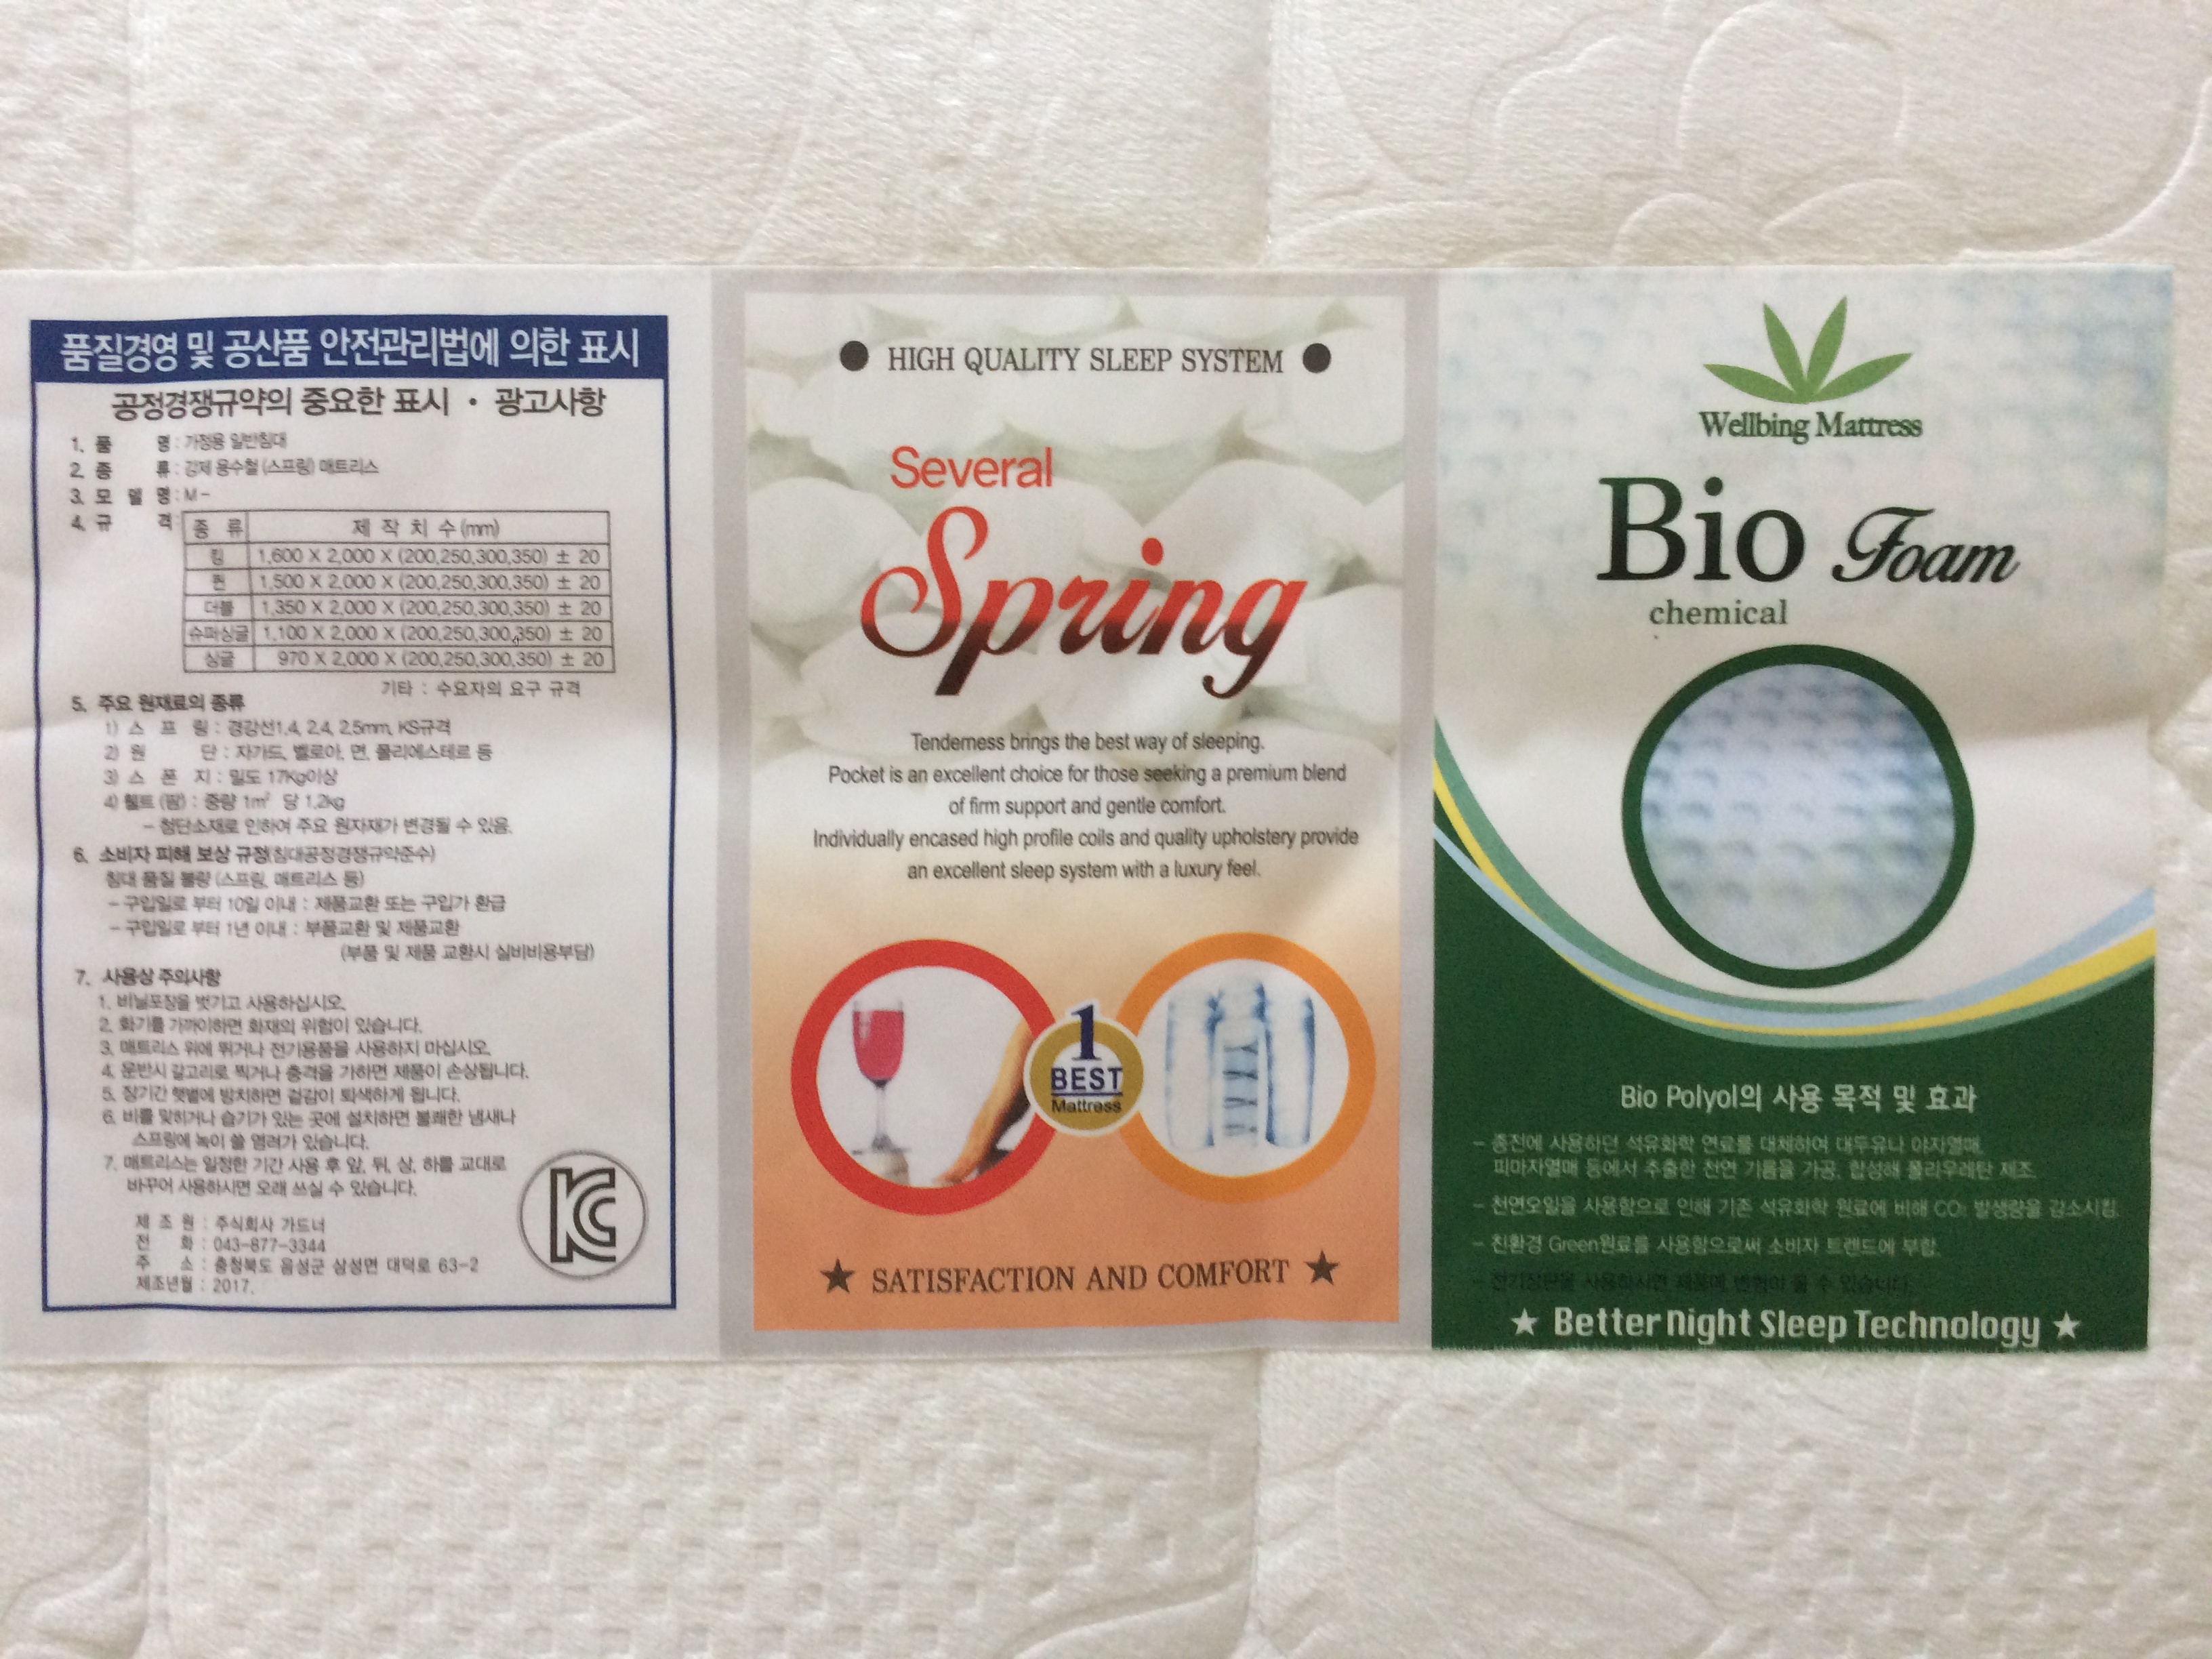 품질경영 및 공산품 안전관리법에 의한 표시
공정경쟁규약의 중요한 표시 · 광고사항
1. 품 명 : 가정용 일반침대
2. 종 류 : 강제 용수철 (스프링) 매트리스
3. 모 델 명 : M -
4. 규 격 :
종 류 제 작 치 수 (mm)
킹 1,600 X 2,000 X (200,250,300,350) ± 20
퀸 1,500 X 2,000 X (200,250,300,350) ± 20
더블 1,350 X 2,000 X (200,250,300,350) ± 20
슈퍼싱글 1,100 X 2,000 X (200,250,300,350) ± 20
싱글 970 X 2,000 X (200,250,300,350) ± 20
기타 : 수요자의 요구 규격
5. 주요 원재료의 종류
1) 스 프 링 : 경강선1.4, 2.4, 2.5mm, KS규격
2) 원 단 : 자가드, 벨로아, 면, 폴리에스테르 등
3) 스 폰 지 : 밀도 17Kg이상
4) 휄트 (팜) : 중량 1m² 당 1.2kg
- 첨단소재로 인하여 주요 원자재가 변경될 수 있음.
6. 소비자 피해 보상 규정(침대공정경쟁규약준수)
침대 품질 불량 (스프링, 매트리스 등)
- 구입일로 부터 10일 이내 : 제품교환 또는 구입가 환급
- 구입일로 부터 1년 이내 : 부품교환 및 제품교환
(부품 및 제품 교환시 실비비용부담)
7. 사용상 주의사항
1. 비닐포장을 벗기고 사용하십시오.
2. 화기를 가까이하면 화재의 위험이 있습니다.
3. 매트리스 위에 뛰거나 전기용품을 사용하지 마십시오.
4. 운반시 갈고리로 찍거나 충격을 가하면 제품이 손상됩니다.
5. 장기간 햇볕에 방치하면 겉감이 퇴색하게 됩니다.
6. 비를 맞히거나 습기가 있는 곳에 설치하면 불쾌한 냄새나
스프링에 녹이 쓸 염려가 있습니다.
7. 매트리스는 일정한 기간 사용 후 앞, 뒤, 상, 하를 교대로
바꾸어 사용하시면 오래 쓰실 수 있습니다.
제 조 원 : 주식회사 가드너
전 화 : 043-877-3344
주 소 : 충청북도 음성군 삼성면 대덕로 63-2
제조년월 : 2017.
KC
● HIGH QUALITY SLEEP SYSTEM ●
Several
Spring
Tenderness brings the best way of sleeping.
Pocket is an excellent choice for those seeking a premium blend
of firm support and gentle comfort.
Individually encased high profile coils and quality upholstery provide
an excellent sleep system with a luxury feel.
1
BEST
Mattress
★ SATISFACTION AND COMFORT ★
Wellbing Mattress
Bio Foam
chemical
Bio Polyol의 사용 목적 및 효과
- 종전에 사용하던 석유화학 연료를 대체하여 대두유나 야자열매,
피마자열매 등에서 추출한 천연 기름을 가공, 합성해 폴리우레탄 제조.
- 천연오일을 사용함으로 인해 기존 석유화학 원료에 비해 CO₂ 발생량을 감소시킴.
- 친환경 Green원료를 사용함으로써 소비자 트렌드에 부합.
- 전기장판을 사용하시면 제품에 변형이 올 수 있습니다.
★ Better Night Sleep Technology ★